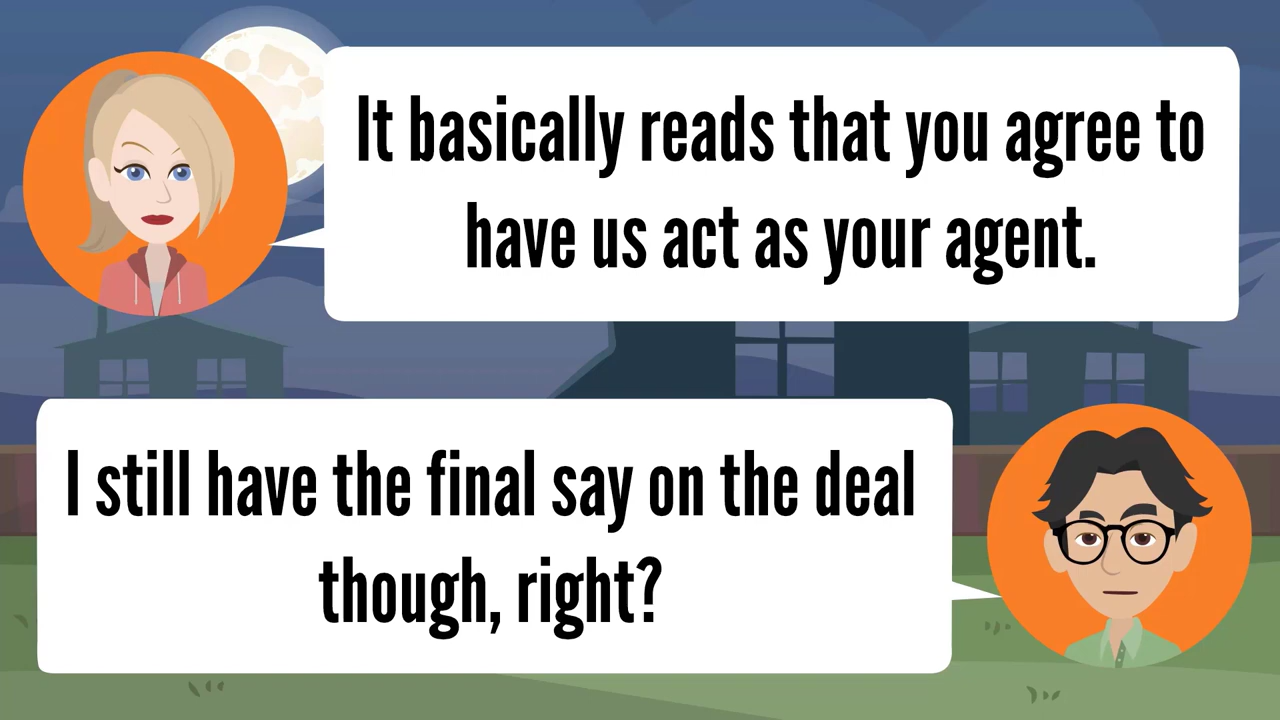 It basically reads that you agree to
have us act as your agent.
I still have the final say on the deal
though, right?